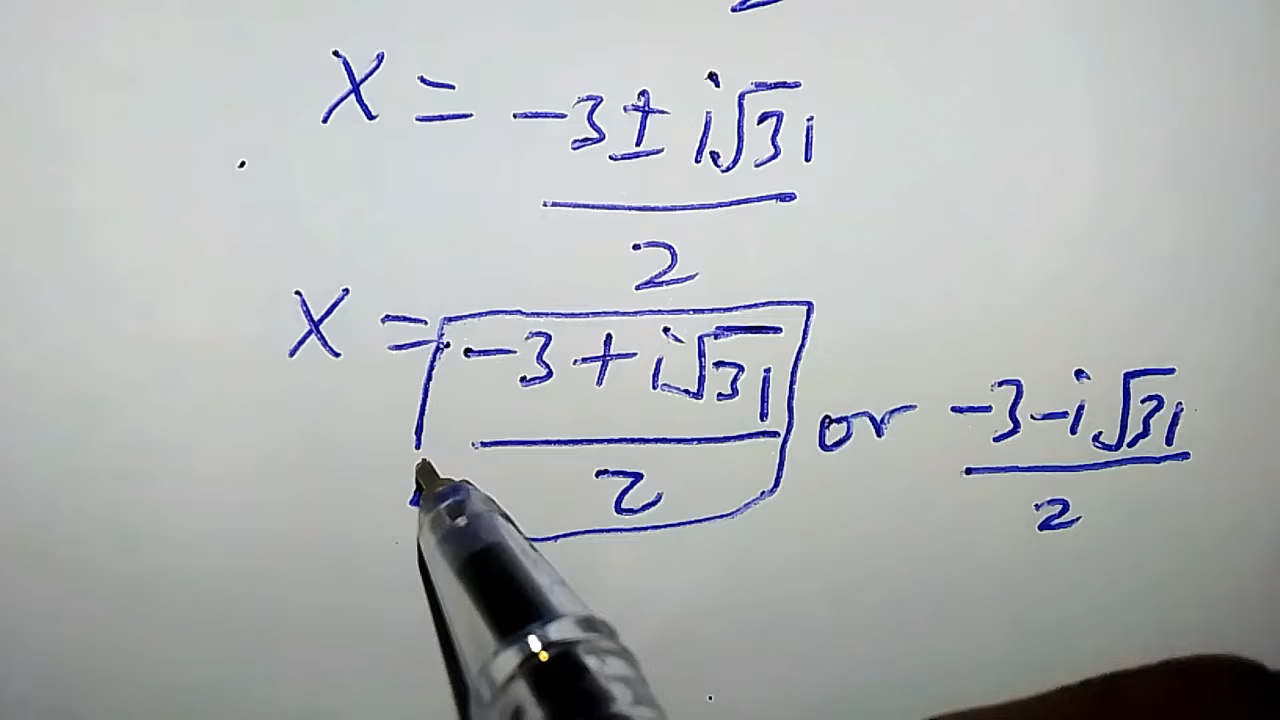 X = -3 ± i√31
2
X = -3 + i√31 or -3 - i√31
2 2